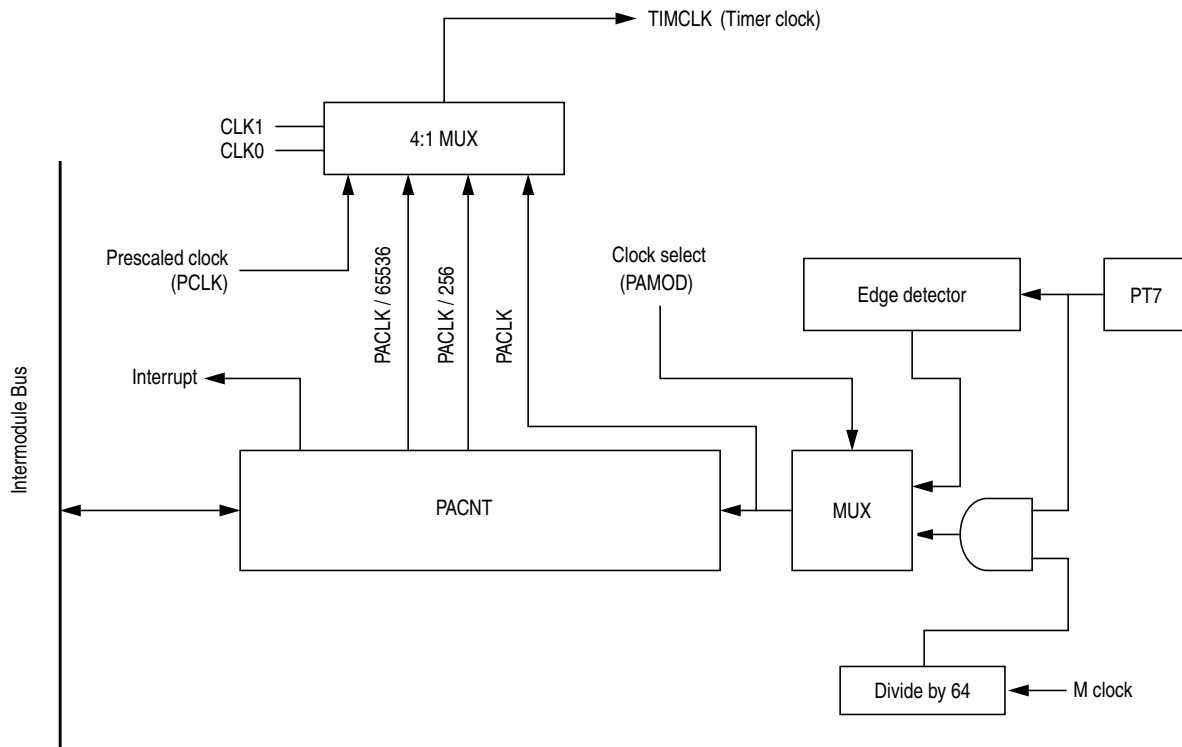 TIMCLK (Timer clock)
CLK1
CLK0
4:1 MUX
Prescaled clock
(PCLK)
PACLK / 65536
PACLK / 256
PACLK
Clock select
(PAMOD)
Edge detector
PT7
Interrupt
Intermodule Bus
PACNT
MUX
Divide by 64
M clock